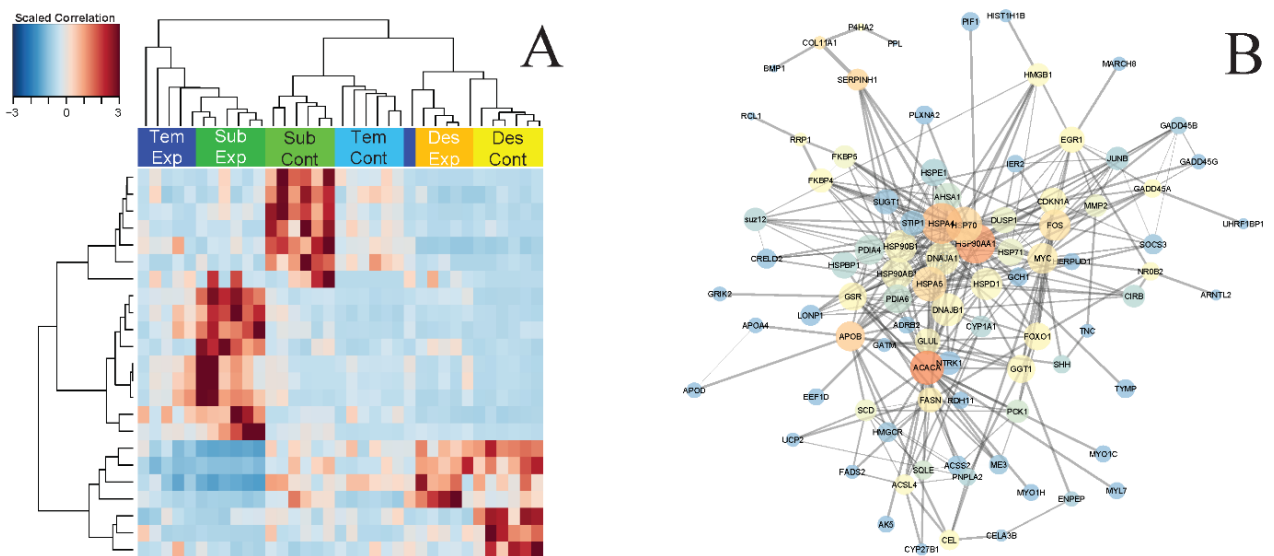 Scaled Correlation
−3 0 3
A
Tem Exp
Sub Exp
Sub Cont
Tem Cont
Des Exp
Des Cont
B
PIF1
HIST1H1B
P4HA2
COL11A1
PPL
BMP1
SERPINH1
HMGB1
MARCH8
RCL1
PLXNA2
EGR1
GADD45B
RRP1
IER2
JUNB
FKBP5
HSPE1
GADD45G
FKBP4
AHSA1
GADD45A
SUGT1
CDKN1A
MMP2
suz12
STIP1
HSPA4
HSP70
DUSP1
FOS
UHRF1BP1
HSP90AA1
SOCS3
CRELD2
PDIA4
HSP90B1
DNAJA1
HSP71
MYC
HERPUD1
HSPBP1
HSP90AB1
GCH1
NR0B2
GRIK2
GSR
HSPA5
HSPD1
CIRB
ARNTL2
PDIA6
LONP1
DNAJB1
APOA4
ADRB2
CYP1A1
TNC
APOB
GATM
GLUL
FOXO1
SHH
NTRK1
ACACA
GGT1
APOD
TYMP
EEF1D
FASN
RDH11
SCD
PCK1
UCP2
HMGCR
MYO1C
FADS2
SQLE
ACSS2
ME3
PNPLA2
ACSL4
MYO1H
ENPEP
MYL7
AK5
CEL
CELA3B
CYP27B1